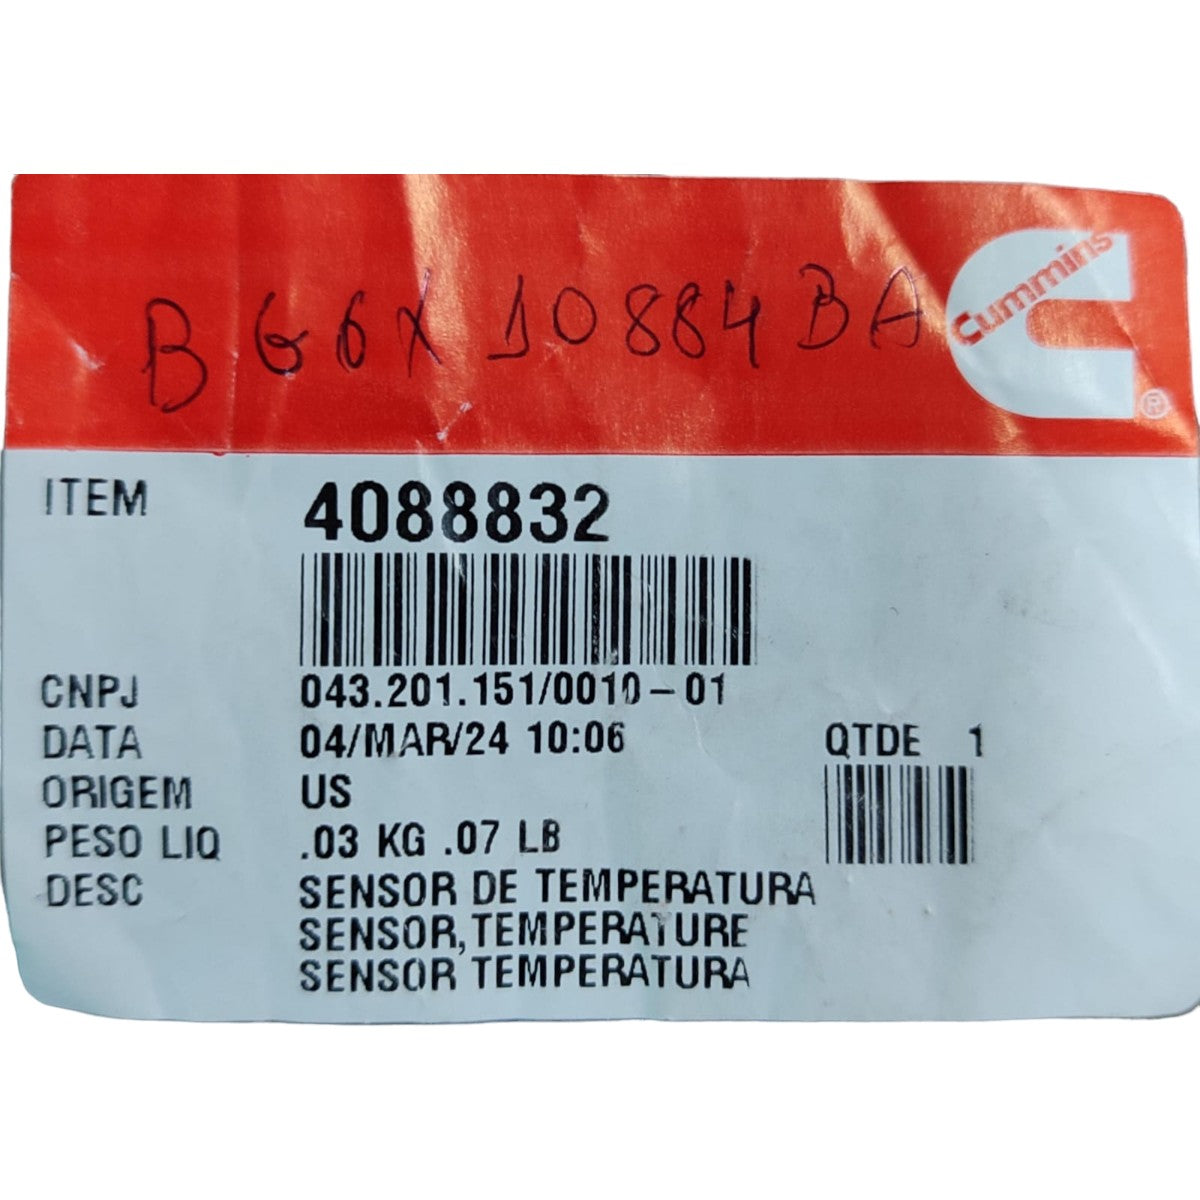 BG6X 10884BA
Cummins
®
ITEM 4088832
CNPJ 043.201.151/0010-01
DATA 04/MAR/24 10:06 QTDE 1
ORIGEM US
PESO LIQ .03 KG .07 LB
DESC SENSOR DE TEMPERATURA
SENSOR,TEMPERATURE
SENSOR TEMPERATURA